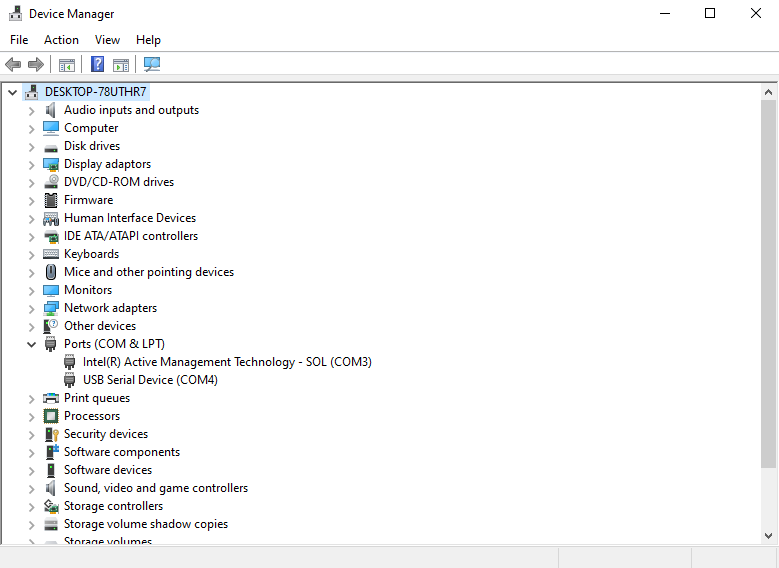 Device Manager
File Action View Help
DESKTOP-78UTHR7
Audio inputs and outputs
Computer
Disk drives
Display adaptors
DVD/CD-ROM drives
Firmware
Human Interface Devices
IDE ATA/ATAPI controllers
Keyboards
Mice and other pointing devices
Monitors
Network adapters
Other devices
Ports (COM & LPT)
Intel(R) Active Management Technology - SOL (COM3)
USB Serial Device (COM4)
Print queues
Processors
Security devices
Software components
Software devices
Sound, video and game controllers
Storage controllers
Storage volume shadow copies
Storage volumes